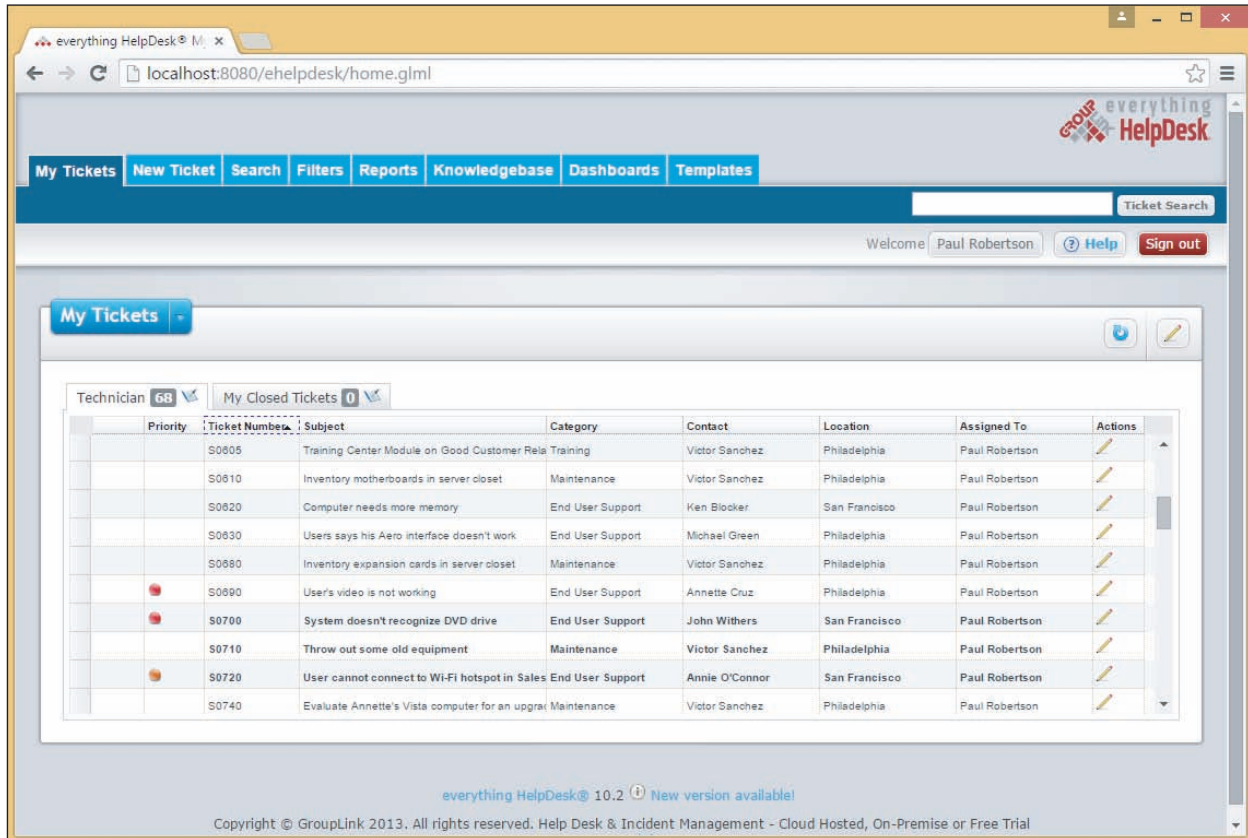 everything HelpDesk® M
localhost:8080/ehelpdesk/home.glml
GROUP everything
HelpDesk
My Tickets New Ticket Search Filters Reports Knowledgebase Dashboards Templates
Ticket Search
Welcome Paul Robertson Help Sign out
My Tickets
Technician 68 My Closed Tickets 0
Priority Ticket Number Subject Category Contact Location Assigned To Actions
S0605 Training Center Module on Good Customer Rela Training Victor Sanchez Philadelphia Paul Robertson
S0610 Inventory motherboards in server closet Maintenance Victor Sanchez Philadelphia Paul Robertson
S0620 Computer needs more memory End User Support Ken Blocker San Francisco Paul Robertson
S0630 Users says his Aero interface doesn't work End User Support Michael Green Philadelphia Paul Robertson
S0680 Inventory expansion cards in server closet Maintenance Victor Sanchez Philadelphia Paul Robertson
S0690 User's video is not working End User Support Annette Cruz Philadelphia Paul Robertson
S0700 System doesn't recognize DVD drive End User Support John Withers San Francisco Paul Robertson
S0710 Throw out some old equipment Maintenance Victor Sanchez Philadelphia Paul Robertson
S0720 User cannot connect to Wi-Fi hotspot in Sales End User Support Annie O'Connor San Francisco Paul Robertson
S0740 Evaluate Annette's Vista computer for an upgrad Maintenance Victor Sanchez Philadelphia Paul Robertson
everything HelpDesk® 10.2 New version available!
Copyright © GroupLink 2013. All rights reserved. Help Desk & Incident Management - Cloud Hosted, On-Premise or Free Trial